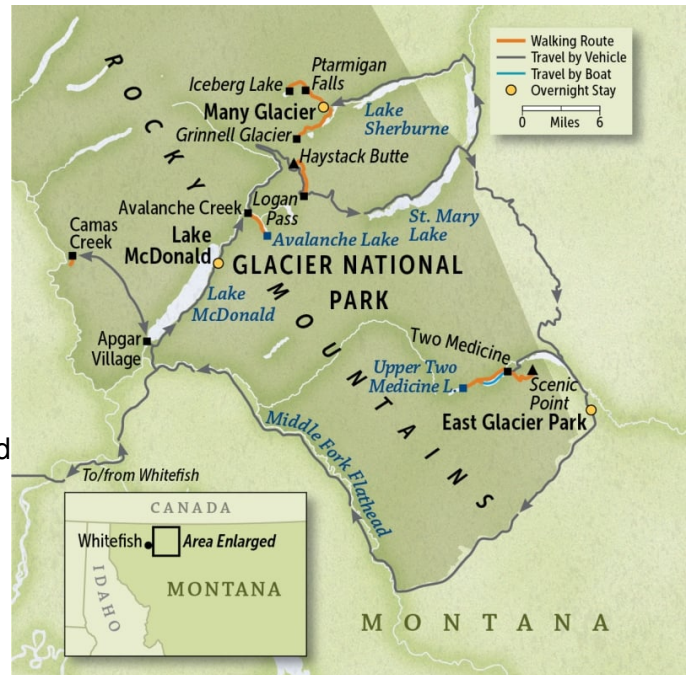 Walking Route
Travel by Vehicle
Travel by Boat
Overnight Stay
0 Miles 6
ROCKY
MOUNTAINS
Iceberg Lake
Ptarmigan
Falls
Many Glacier
Lake
Sherburne
Grinnell Glacier
Haystack Butte
Logan
Pass
Avalanche Creek
St. Mary
Lake
Camas
Creek
Lake
McDonald
Avalanche Lake
GLACIER NATIONAL
PARK
Lake
McDonald
Apgar
Village
Two Medicine
Upper Two
Medicine L.
Scenic
Point
East Glacier Park
Middle Fork Flathead
d
To/from Whitefish
CANADA
Whitefish
Area Enlarged
IDAHO
MONTANA
MONTANA